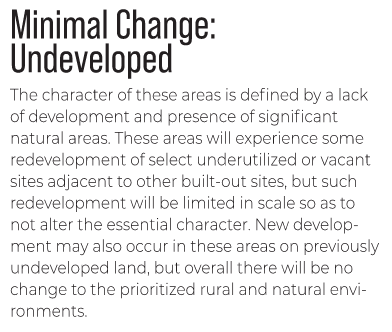 Minimal Change:
Undeveloped
The character of these areas is defined by a lack
of development and presence of significant
natural areas. These areas will experience some
redevelopment of select underutilized or vacant
sites adjacent to other built-out sites, but such
redevelopment will be limited in scale so as to
not alter the essential character. New develop-
ment may also occur in these areas on previously
undeveloped land, but overall there will be no
change to the prioritized rural and natural envi-
ronments.